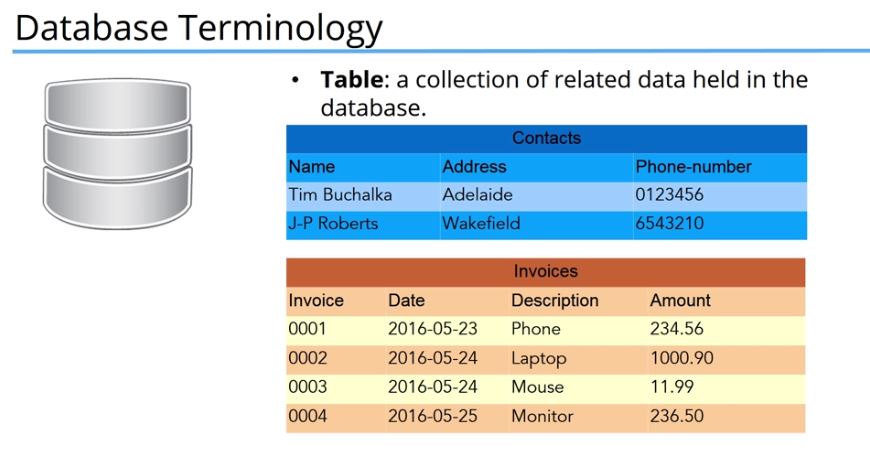 Database Terminology
• Table: a collection of related data held in the
database.
Contacts
Name Address Phone-number
Tim Buchalka Adelaide 0123456
J-P Roberts Wakefield 6543210
Invoices
Invoice Date Description Amount
0001 2016-05-23 Phone 234.56
0002 2016-05-24 Laptop 1000.90
0003 2016-05-24 Mouse 11.99
0004 2016-05-25 Monitor 236.50